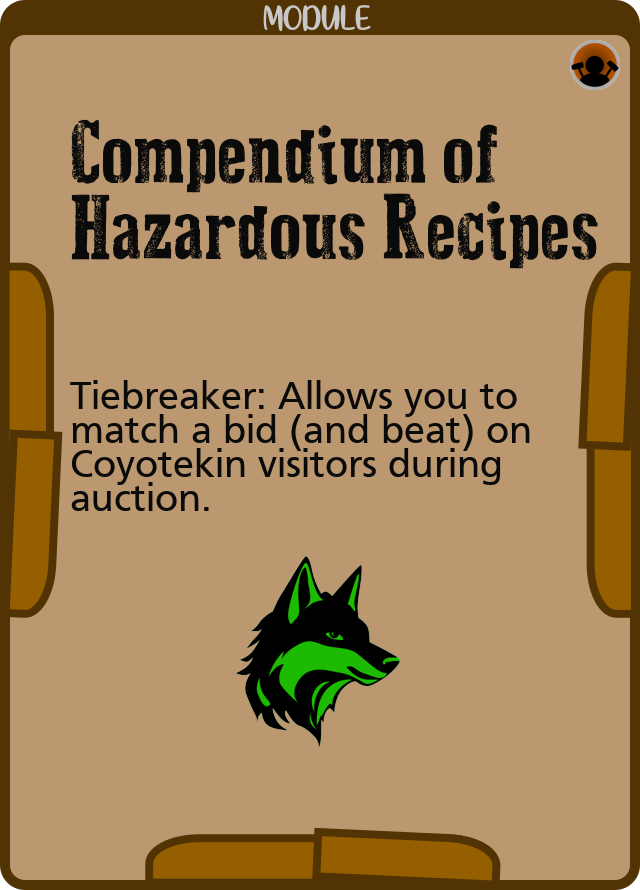 MODULE
Compendium of
Hazardous Recipes
Tiebreaker: Allows you to
match a bid (and beat) on
Coyotekin visitors during
auction.